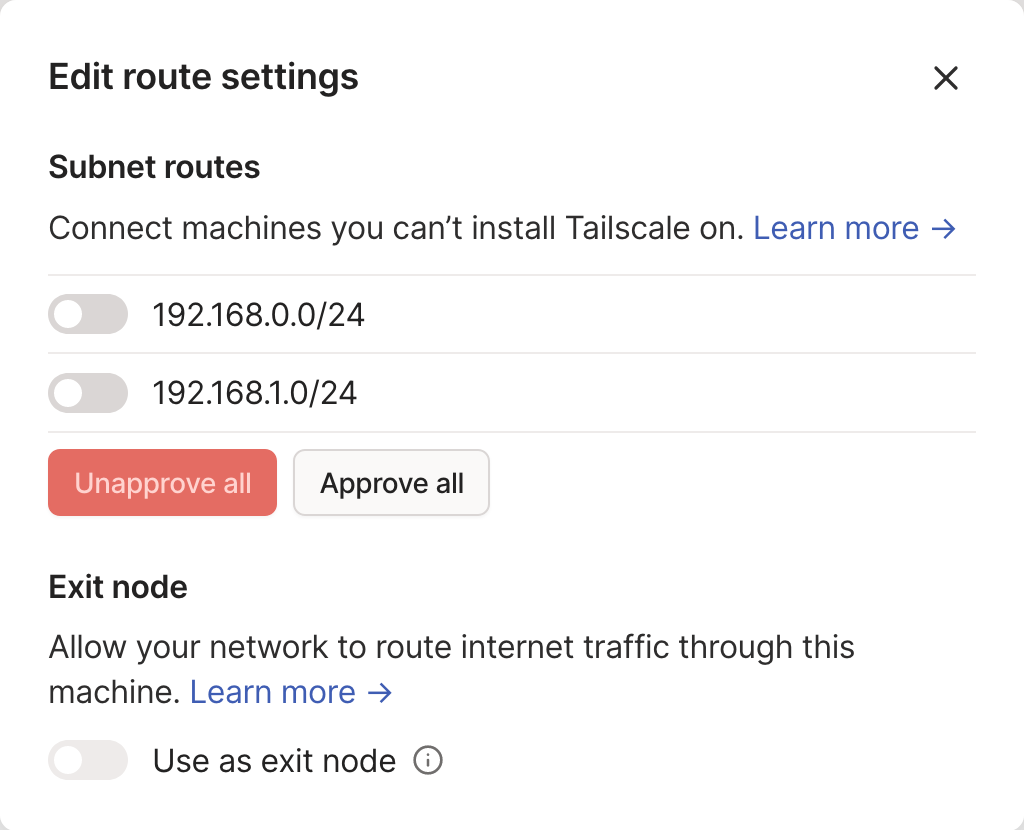 Edit route settings
Subnet routes
Connect machines you can’t install Tailscale on. Learn more →
192.168.0.0/24
192.168.1.0/24
Unapprove all Approve all
Exit node
Allow your network to route internet traffic through this
machine. Learn more →
Use as exit node